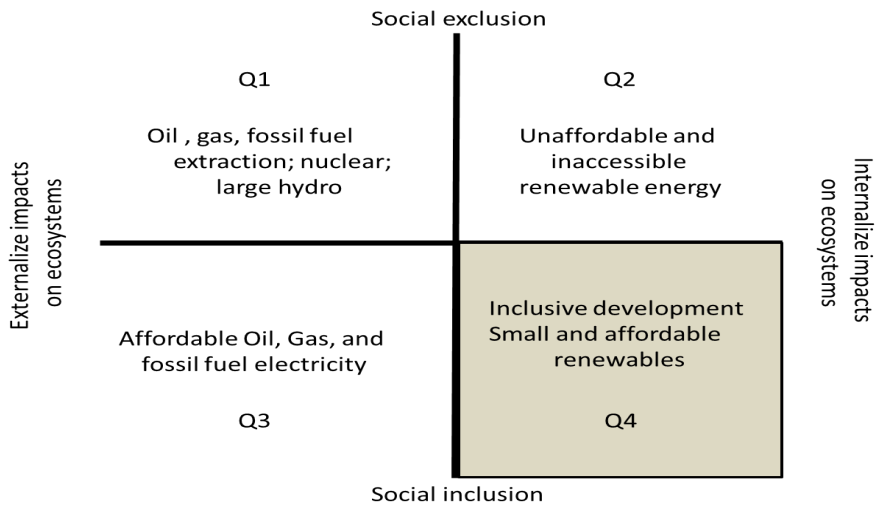 Social exclusion
Q1
Oil , gas, fossil fuel
extraction; nuclear;
large hydro
Q2
Unaffordable and
inaccessible
renewable energy
Externalize impacts
on ecosystems
Internalize impacts
on ecosystems
Affordable Oil, Gas, and
fossil fuel electricity
Q3
Inclusive development
Small and affordable
renewables
Q4
Social inclusion